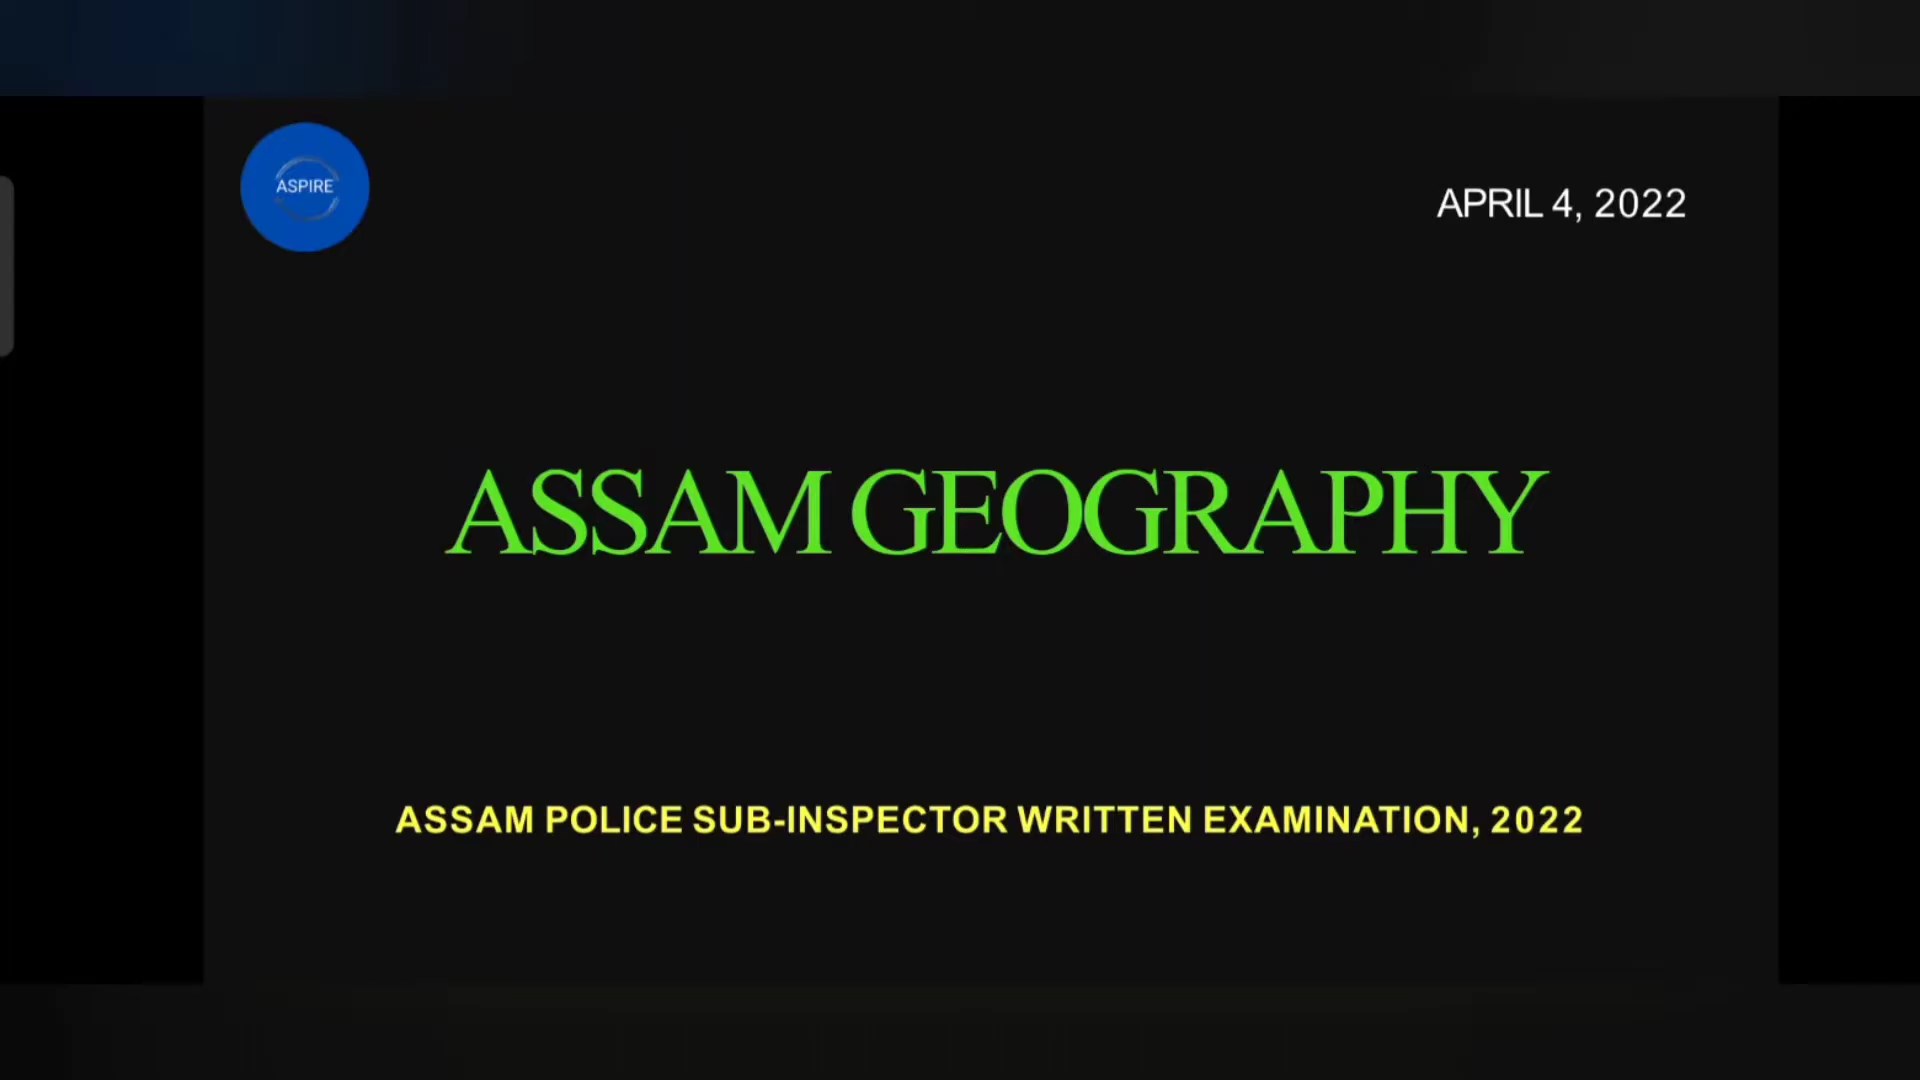 ASPIRE
APRIL 4, 2022
ASSAM GEOGRAPHY
ASSAM POLICE SUB-INSPECTOR WRITTEN EXAMINATION, 2022